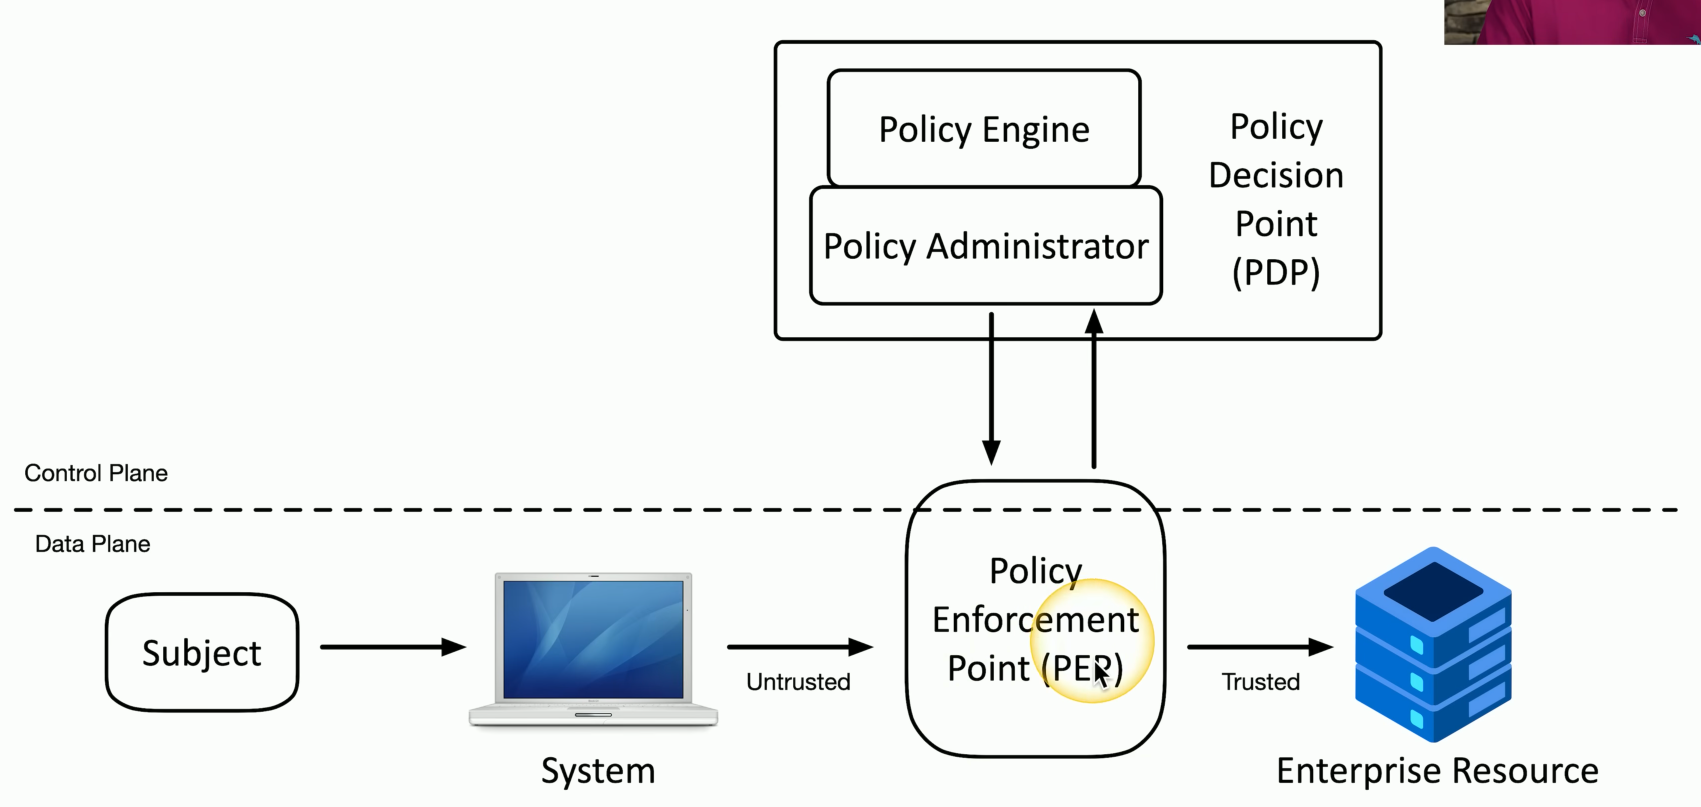 Policy Engine
Policy Administrator
Policy
Decision
Point
(PDP)
Control Plane
Data Plane
Subject
System
Untrusted
Policy
Enforcement
Point (PEP)
Trusted
Enterprise Resource